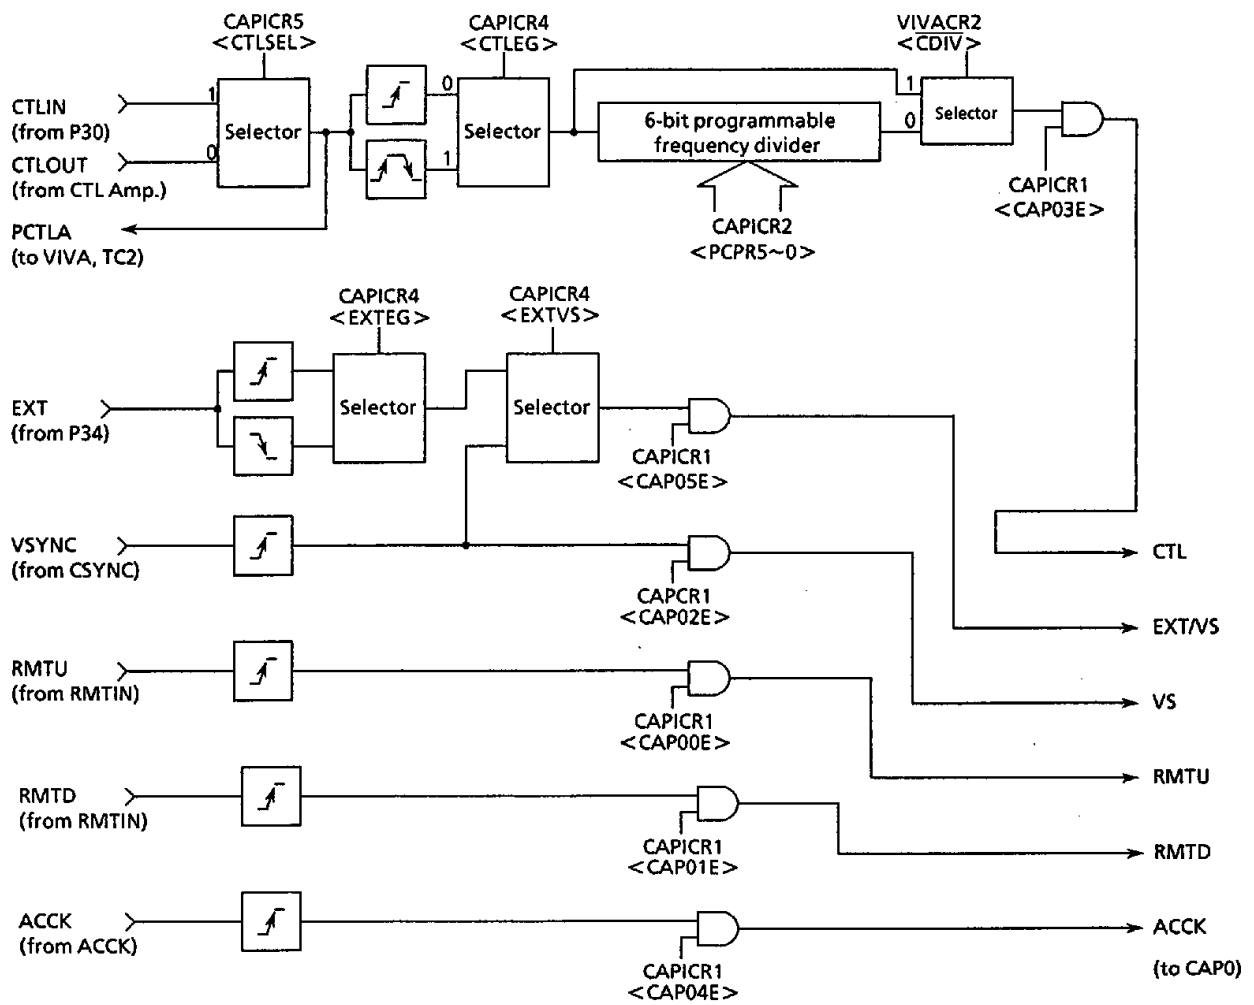 CAPICR5
<CTLSEL>
CAPICR4
<CTLEG>
VIVACR2
<CDIV>
CTLIN
(from P30)
1
Selector
0
CTLOUT
(from CTL Amp.)
0
1
Selector
6-bit programmable
frequency divider
1
0
Selector
CAPICR1
<CAP03E>
PCTLA
(to VIVA, TC2)
CAPICR2
<PCPR5~0>
CAPICR4
<EXTEG>
CAPICR4
<EXTVS>
EXT
(from P34)
Selector
Selector
CAPICR1
<CAP05E>
VSYNC
(from CSYNC)
CAPCR1
<CAP02E>
CTL
EXT/VS
RMTU
(from RMTIN)
CAPICR1
<CAP00E>
VS
RMTU
RMTD
(from RMTIN)
CAPICR1
<CAP01E>
RMTD
ACCK
(from ACCK)
CAPICR1
<CAP04E>
ACCK
(to CAP0)